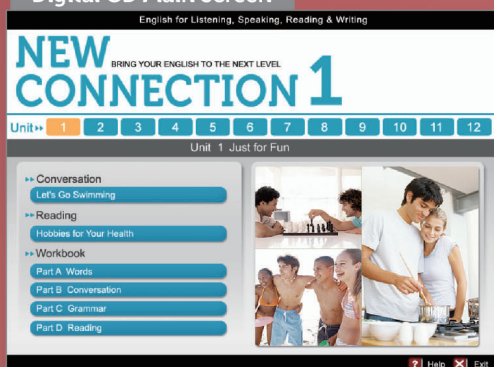 Digital CD Main Screen
English for Listening, Speaking, Reading & Writing
NEW
BRING YOUR ENGLISH TO THE NEXT LEVEL
CONNECTION 1
Unit 1 2 3 4 5 6 7 8 9 10 11 12
Unit 1 Just for Fun
Conversation
Let's Go Swimming
Reading
Hobbies for Your Health
Workbook
Part A Words
Part B Conversation
Part C Grammar
Part D Reading
? Help X Exit